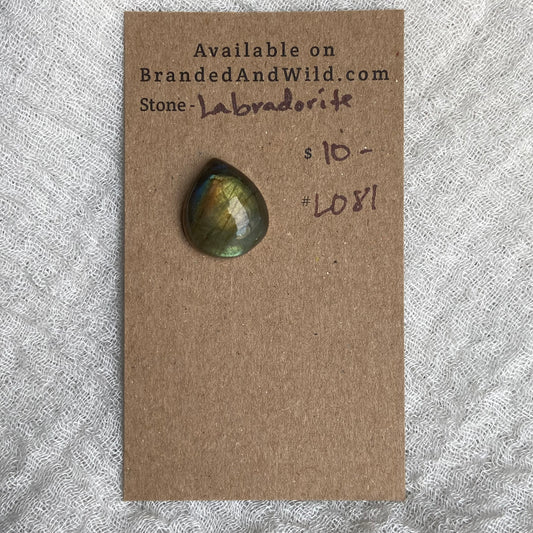 Available on
BrandedAndWild.com
Stone - Labradorite
$ 10 -
# L081